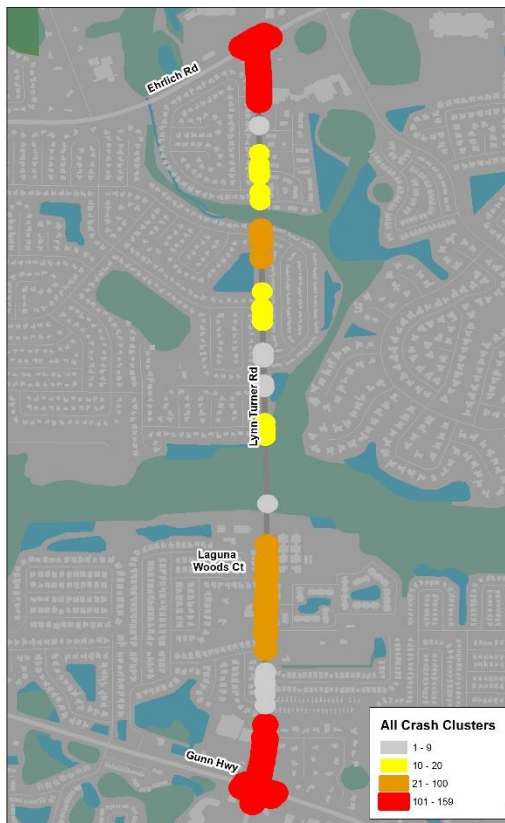 Ehrlich Rd
Lynn Turner Rd
Laguna
Woods Ct
Gunn Hwy
All Crash Clusters
1 - 9
10 - 20
21 - 100
101 - 159